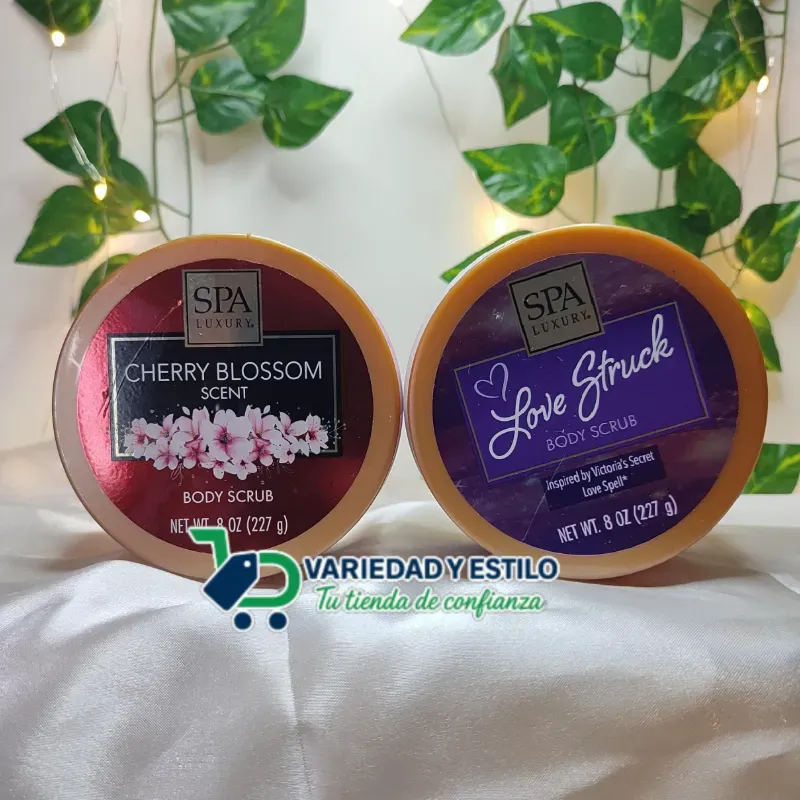 SPA
LUXURY®
CHERRY BLOSSOM
SCENT
BODY SCRUB
NET WT. 8 OZ (227 g)
SPA
LUXURY®
Love Struck
BODY SCRUB
Inspired by Victoria's Secret
Love Spell*
NET WT. 8 OZ (227 g)
VARIEDAD Y ESTILO
Tu tienda de confianza